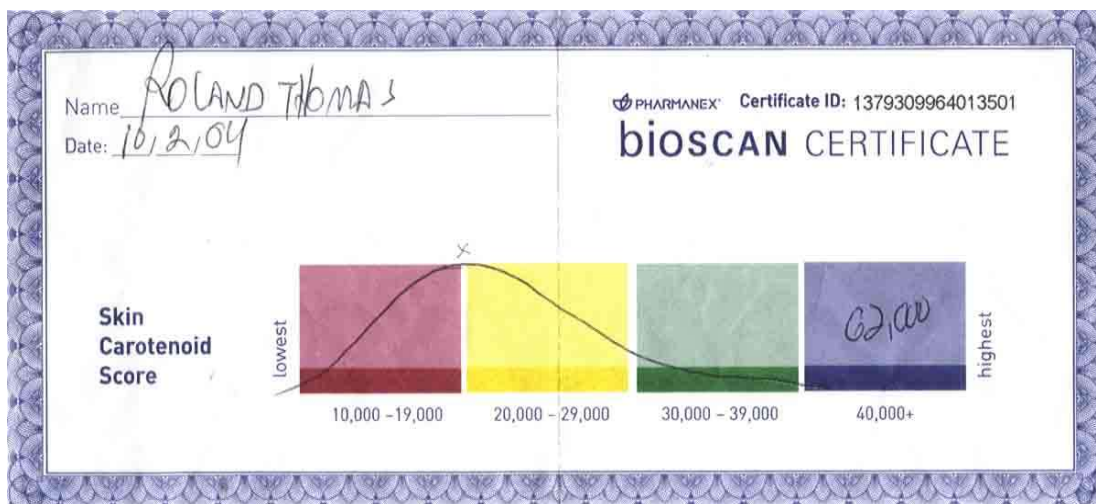 Name ROLAND THOMAS
Date: 10/2/04
PHARMANEX® Certificate ID: 1379309964013501
bioscan CERTIFICATE
x
Skin
Carotenoid
Score
lowest
62,000
highest
10,000 –19,000
20,000 – 29,000
30,000 – 39,000
40,000+